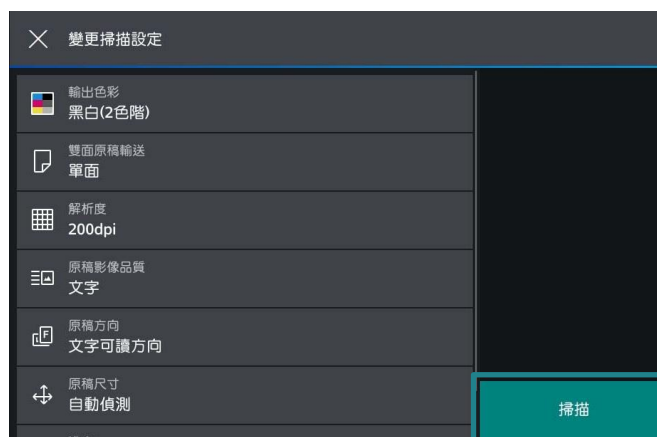 變更掃描設定
輸出色彩
黑白(2色階)
雙面原稿輸送
單面
解析度
200dpi
原稿影像品質
文字
原稿方向
文字可讀方向
原稿尺寸
自動偵測
掃描